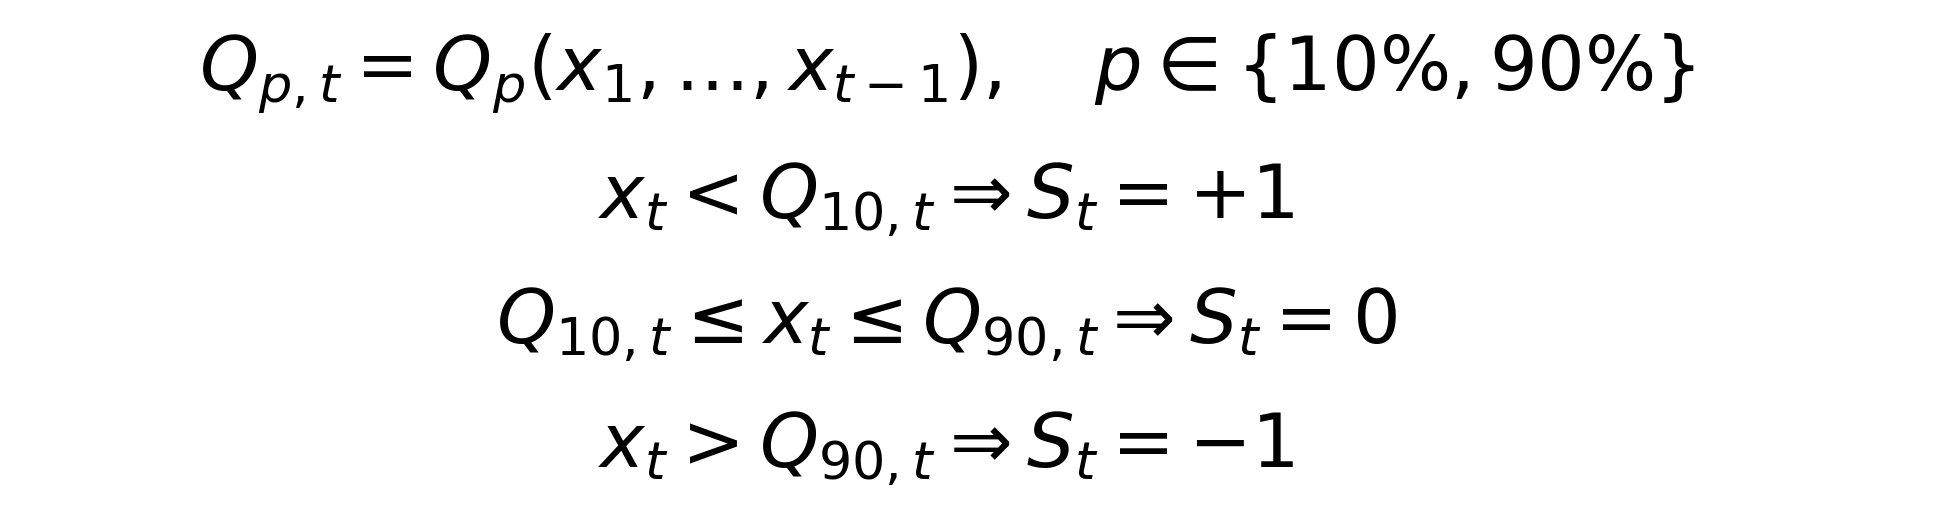 Q_{p,t} = Q_p(x_1, ..., x_{t−1}),   p ∈ {10%, 90%}
x_t < Q_{10,t} ⇒ S_t = +1
Q_{10,t} ≤ x_t ≤ Q_{90,t} ⇒ S_t = 0
x_t > Q_{90,t} ⇒ S_t = −1